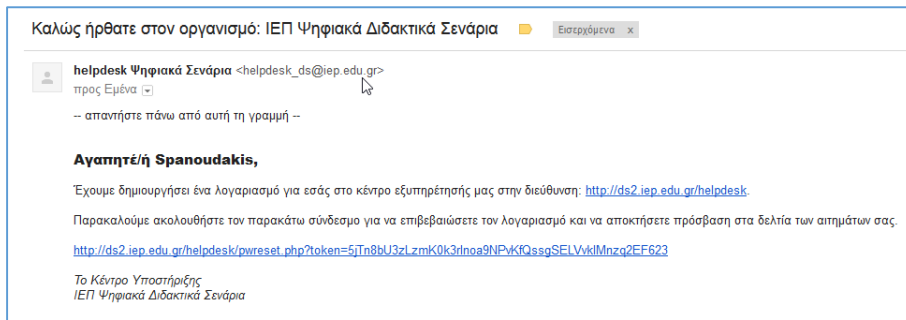 Καλώς ήρθατε στον οργανισμό: ΙΕΠ Ψηφιακά Διδακτικά Σενάρια Εισερχόμενα x
helpdesk Ψηφιακά Σενάρια <helpdesk_ds@iep.edu.gr>
προς Εμένα
-- απαντήστε πάνω από αυτή τη γραμμή --
Αγαπητέ/ή Spanoudakis,
Έχουμε δημιουργήσει ένα λογαριασμό για εσάς στο κέντρο εξυπηρέτησής μας στην διεύθυνση: http://ds2.iep.edu.gr/helpdesk.
Παρακαλούμε ακολουθήστε τον παρακάτω σύνδεσμο για να επιβεβαιώσετε τον λογαριασμό και να αποκτήσετε πρόσβαση στα δελτία των αιτημάτων σας.
http://ds2.iep.edu.gr/helpdesk/pwreset.php?token=5jTn8bU3zLzmK0k3rlnoa9NPvKfQssgSELVvklMnzq2EF623
Το Κέντρο Υποστήριξης
ΙΕΠ Ψηφιακά Διδακτικά Σενάρια